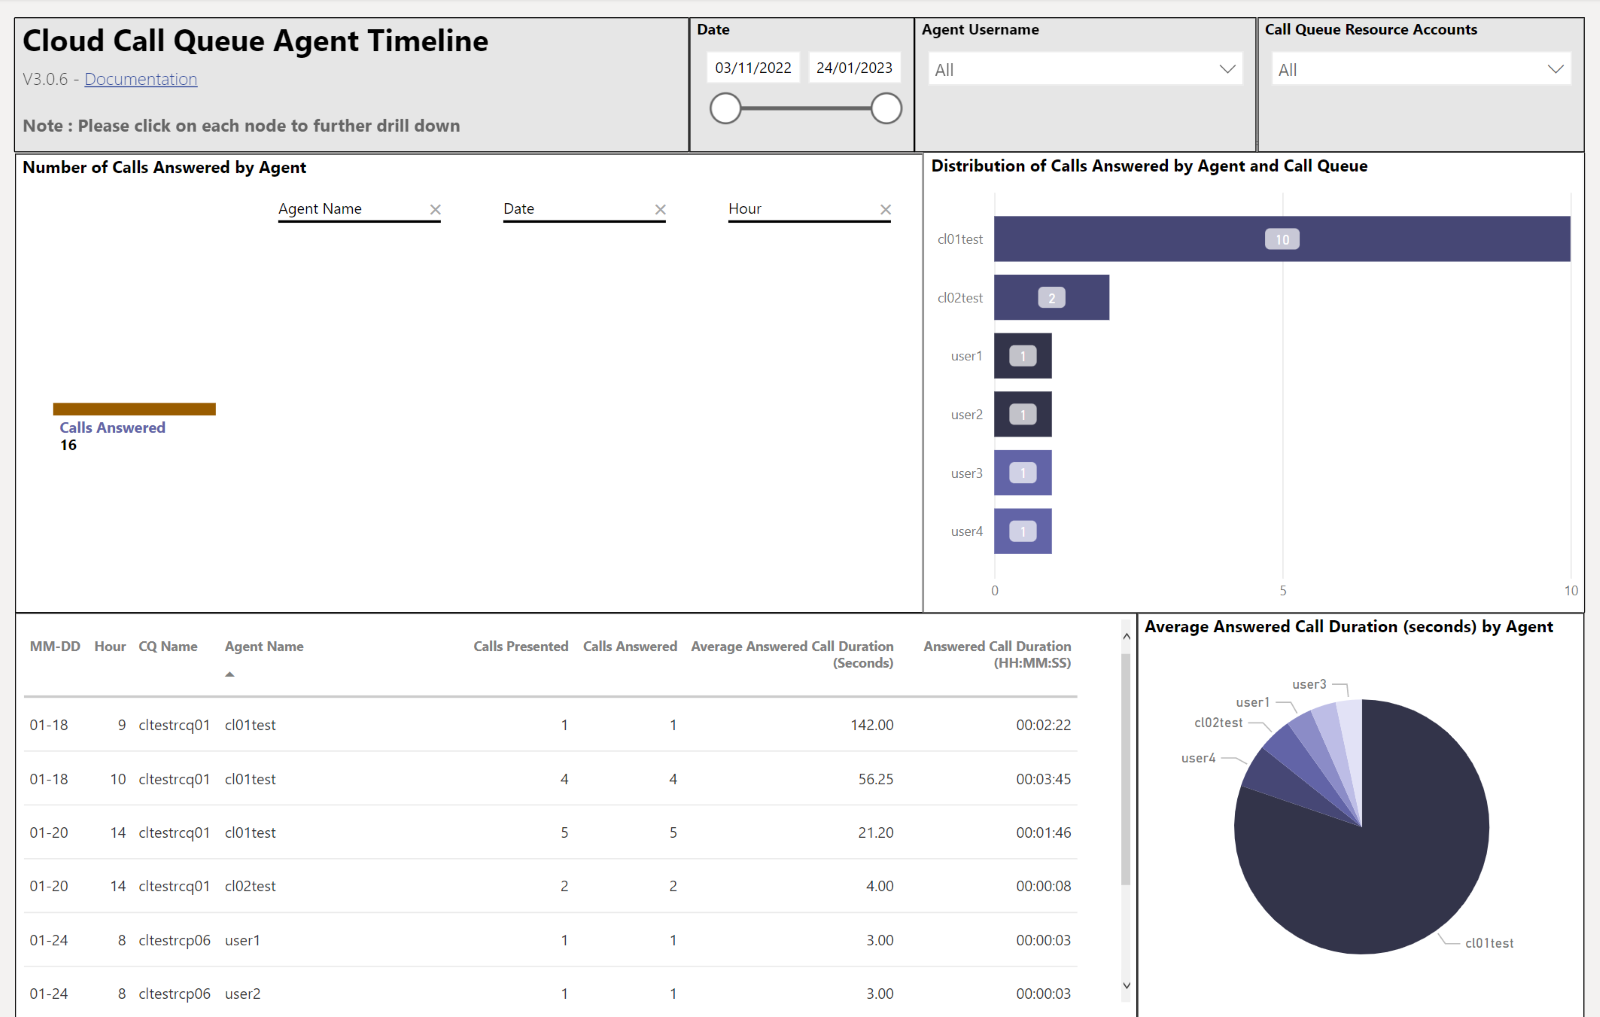 Cloud Call Queue Agent Timeline
V3.0.6 - Documentation
Note : Please click on each node to further drill down
Date
03/11/2022 24/01/2023
Agent Username
All
Call Queue Resource Accounts
All
Number of Calls Answered by Agent
Agent Name Date Hour
Calls Answered
16
Distribution of Calls Answered by Agent and Call Queue
cl01test 10
cl02test 2
user1 1
user2 1
user3 1
user4 1
0 5 10
MM-DD Hour CQ Name Agent Name Calls Presented Calls Answered Average Answered Call Duration (Seconds) Answered Call Duration (HH:MM:SS)
01-18 9 cltestrcq01 cl01test 1 1 142.00 00:02:22
01-18 10 cltestrcq01 cl01test 4 4 56.25 00:03:45
01-20 14 cltestrcq01 cl01test 5 5 21.20 00:01:46
01-20 14 cltestrcq01 cl02test 2 2 4.00 00:00:08
01-24 8 cltestrcp06 user1 1 1 3.00 00:00:03
01-24 8 cltestrcp06 user2 1 1 3.00 00:00:03
Average Answered Call Duration (seconds) by Agent
user3
user1
cl02test
user4
cl01test